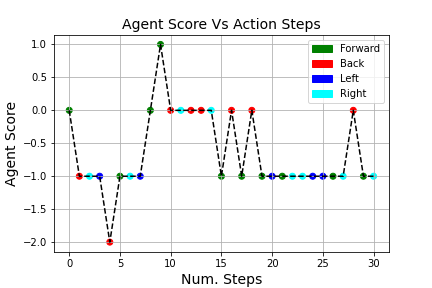 Agent Score Vs Action Steps
Agent Score
1.0
0.5
0.0
−0.5
−1.0
−1.5
−2.0
Forward
Back
Left
Right
0 5 10 15 20 25 30
Num. Steps